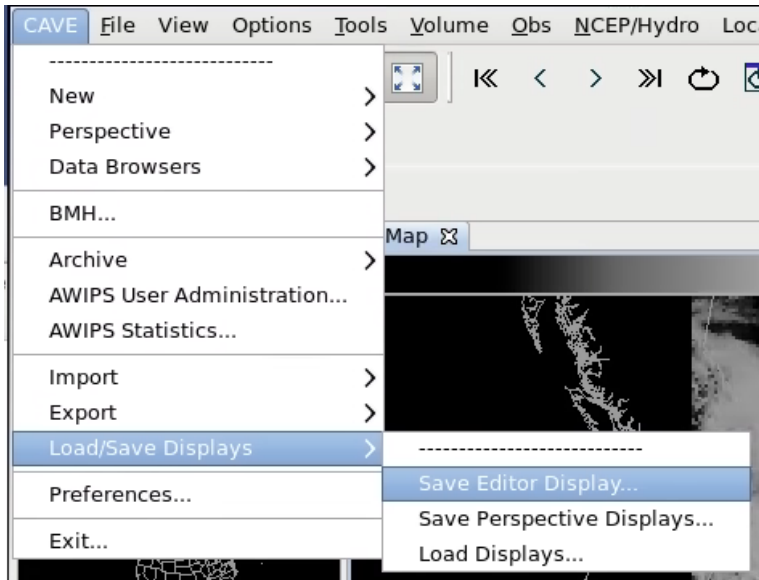 CAVE File View Options Tools Volume Obs NCEP/Hydro Loc
----------------------------
New
Perspective
Data Browsers
BMH...
Map
Archive
AWIPS User Administration...
AWIPS Statistics...
Import
Export
Load/Save Displays
----------------------------
Save Editor Display...
Save Perspective Displays...
Load Displays...
Preferences...
Exit...